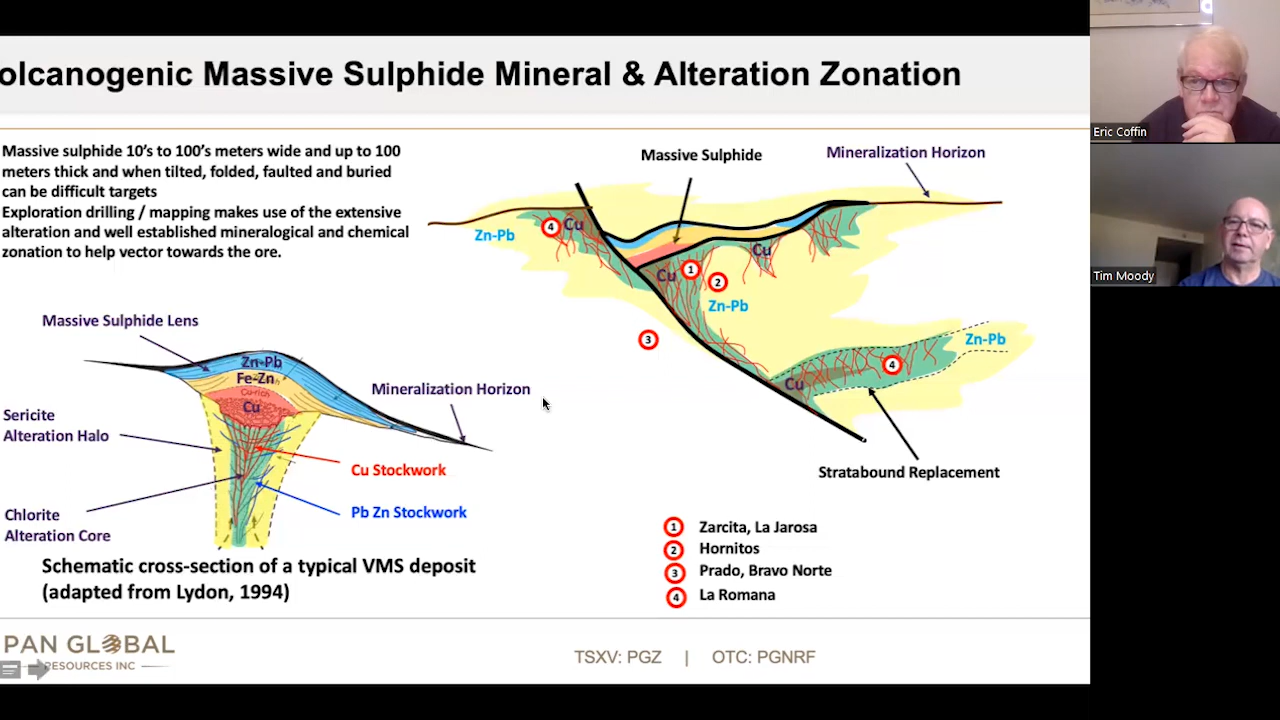 olcanogenic Massive Sulphide Mineral & Alteration Zonation
Massive sulphide 10's to 100's meters wide and up to 100
meters thick and when tilted, folded, faulted and buried
can be difficult targets
Exploration drilling / mapping makes use of the extensive
alteration and well established mineralogical and chemical
zonation to help vector towards the ore.
Massive Sulphide Lens
Zn-Pb
Fe-Zn
Cu
Mineralization Horizon
Sericite
Alteration Halo
Cu Stockwork
Pb Zn Stockwork
Chlorite
Alteration Core
Schematic cross-section of a typical VMS deposit
(adapted from Lydon, 1994)
Massive Sulphide
Mineralization Horizon
Zn-Pb
4
Cu
Cu
Cu
1
2
Zn-Pb
3
Zn-Pb
4
Cu
Stratabound Replacement
1 Zarcita, La Jarosa
2 Hornitos
3 Prado, Bravo Norte
4 La Romana
PAN GLOBAL
RESOURCES INC
TSXV: PGZ | OTC: PGNRF
Eric Coffin
Tim Moody